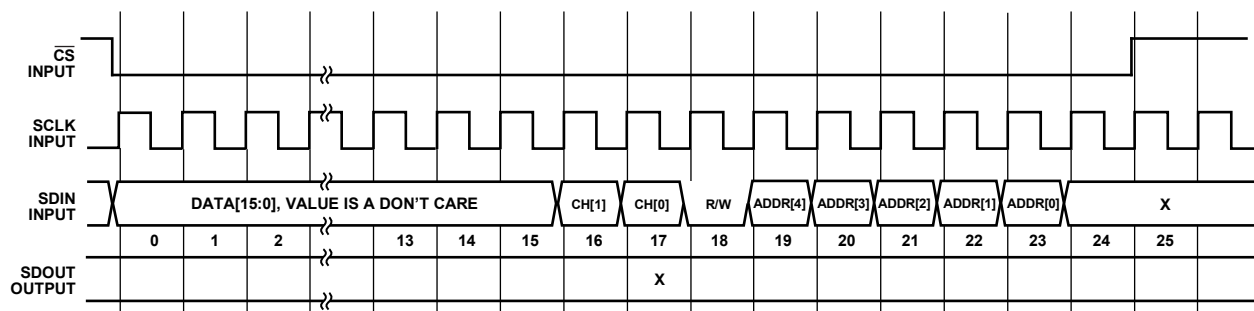 CS
INPUT
SCLK
INPUT
SDIN
INPUT
DATA[15:0], VALUE IS A DON'T CARE
CH[1]
CH[0]
R/W
ADDR[4]
ADDR[3]
ADDR[2]
ADDR[1]
ADDR[0]
X
0 1 2 13 14 15 16 17 18 19 20 21 22 23 24 25
SDOUT
OUTPUT
X